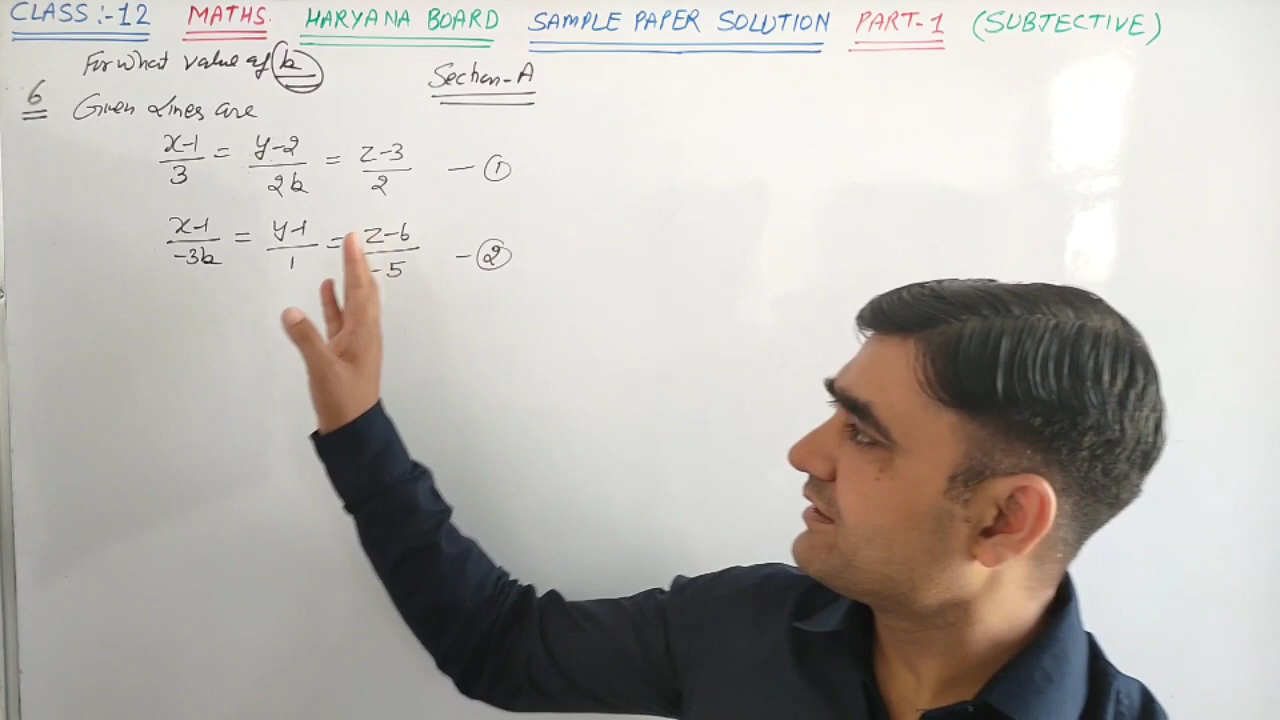 CLASS :- 12 MATHS. HARYANA BOARD SAMPLE PAPER SOLUTION PART-1 (SUBJECTIVE)
For what value of k
Section-A
6 Given Lines are
x-1/3 = y-2/2k = z-3/2 - ①
x-1/-3k = y-1/1 = z-6/-5 - ②